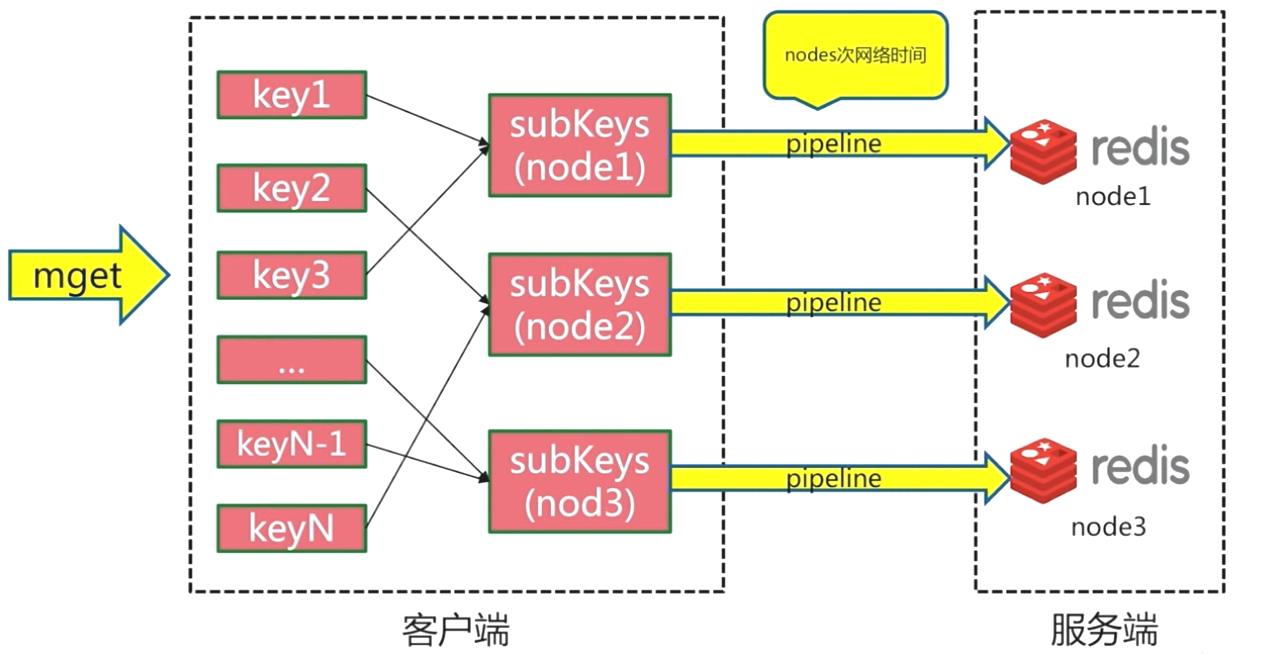 mget
key1
key2
key3
...
keyN-1
keyN
subKeys
(node1)
subKeys
(node2)
subKeys
(nod3)
nodes次网络时间
pipeline
pipeline
pipeline
redis
node1
redis
node2
redis
node3
客户端
服务端